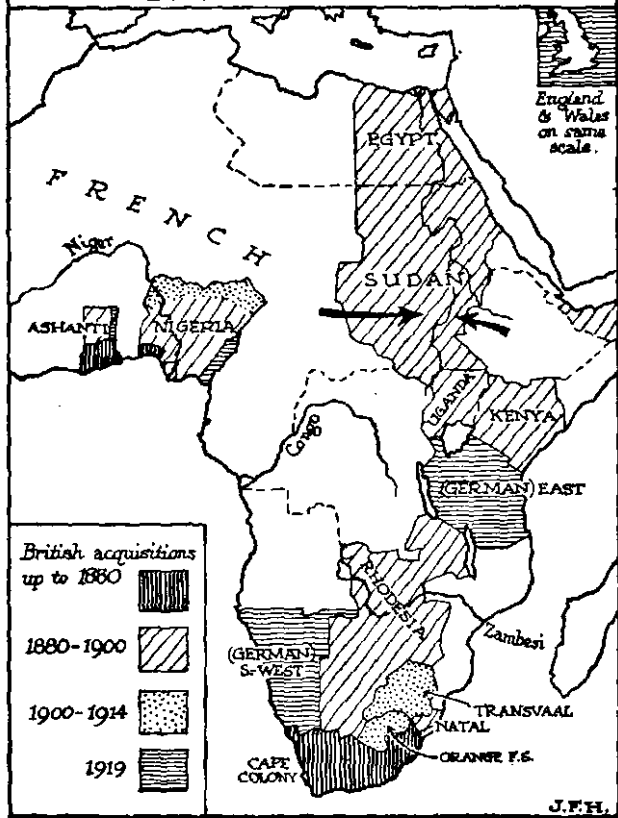 England
& Wales
on same
scale.
EGYPT
FRENCH
Niger
SUDAN
ASHANTI
NIGERIA
UGANDA
KENYA
Congo
(GERMAN) EAST
British acquisitions
up to 1880
1880-1900
1900-1914
1919
RHODESIA
Zambesi
(GERMAN)
S-WEST
TRANSVAAL
NATAL
ORANGE F.S.
CAPE
COLONY
J.F.H.